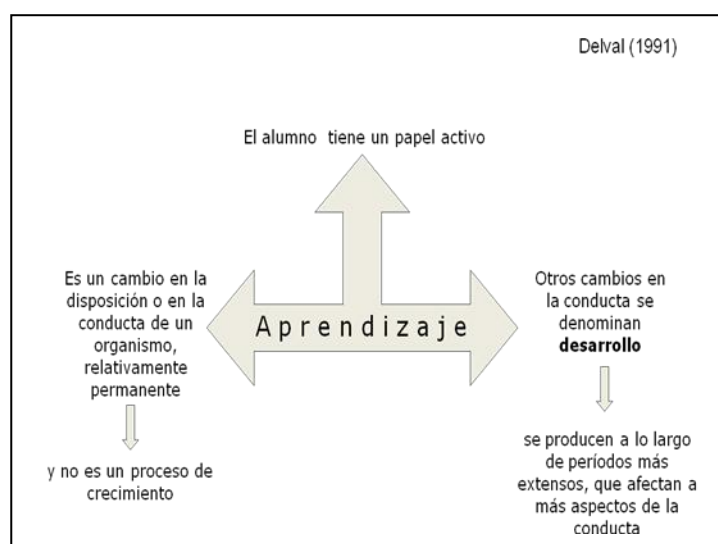 Delval (1991)
El alumno tiene un papel activo
Es un cambio en la
disposición o en la
conducta de un
organismo,
relativamente
permanente
Aprendizaje
Otros cambios en
la conducta se
denominan
desarrollo
y no es un proceso de
crecimiento
se producen a lo largo
de períodos más
extensos, que afectan a
más aspectos de la
conducta